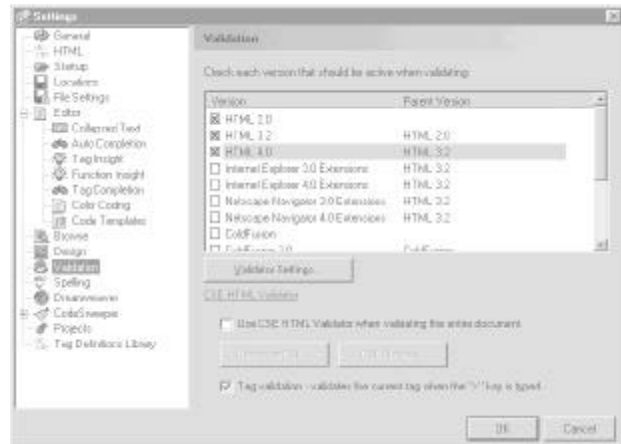 Settings
General
HTML
Startup
Locations
File Settings
Editor
Collapsed Text
Auto Completion
Tag Insight
Function Insight
Tag Completion
Color Coding
Code Templates
Browse
Design
Validation
Spelling
Dreamweaver
CodeSweeper
Projects
Tag Definitions Library
Validation
Check each version that should be active when validating:
Version Parent Version
HTML 2.0
HTML 3.2 HTML 2.0
HTML 4.0 HTML 3.2
Internet Explorer 3.0 Extensions HTML 3.2
Internet Explorer 4.0 Extensions HTML 3.2
Netscape Navigator 3.0 Extensions HTML 3.2
Netscape Navigator 4.0 Extensions HTML 3.2
ColdFusion
ColdFusion 3.0 ColdFusion
Validator Settings...
CSE HTML Validator
Use CSE HTML Validator when validating the entire document
Tag validation - validates the current tag when the ">" key is typed
OK Cancel